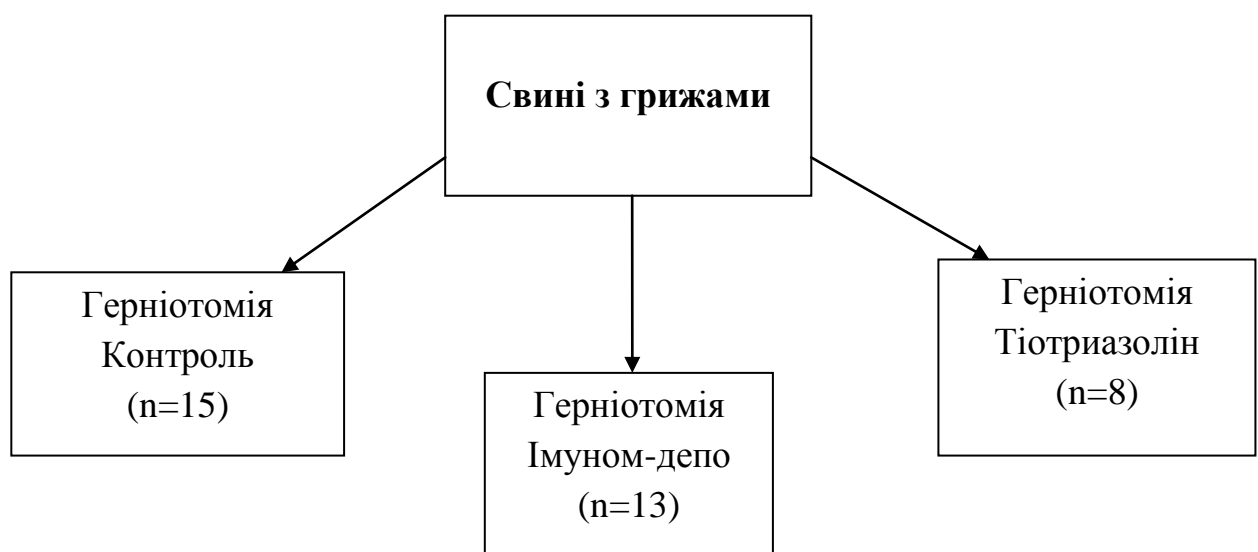 Свині з грижами
Герніотомія
Контроль
(n=15)
Герніотомія
Імуном-депо
(n=13)
Герніотомія
Тіотриазолін
(n=8)